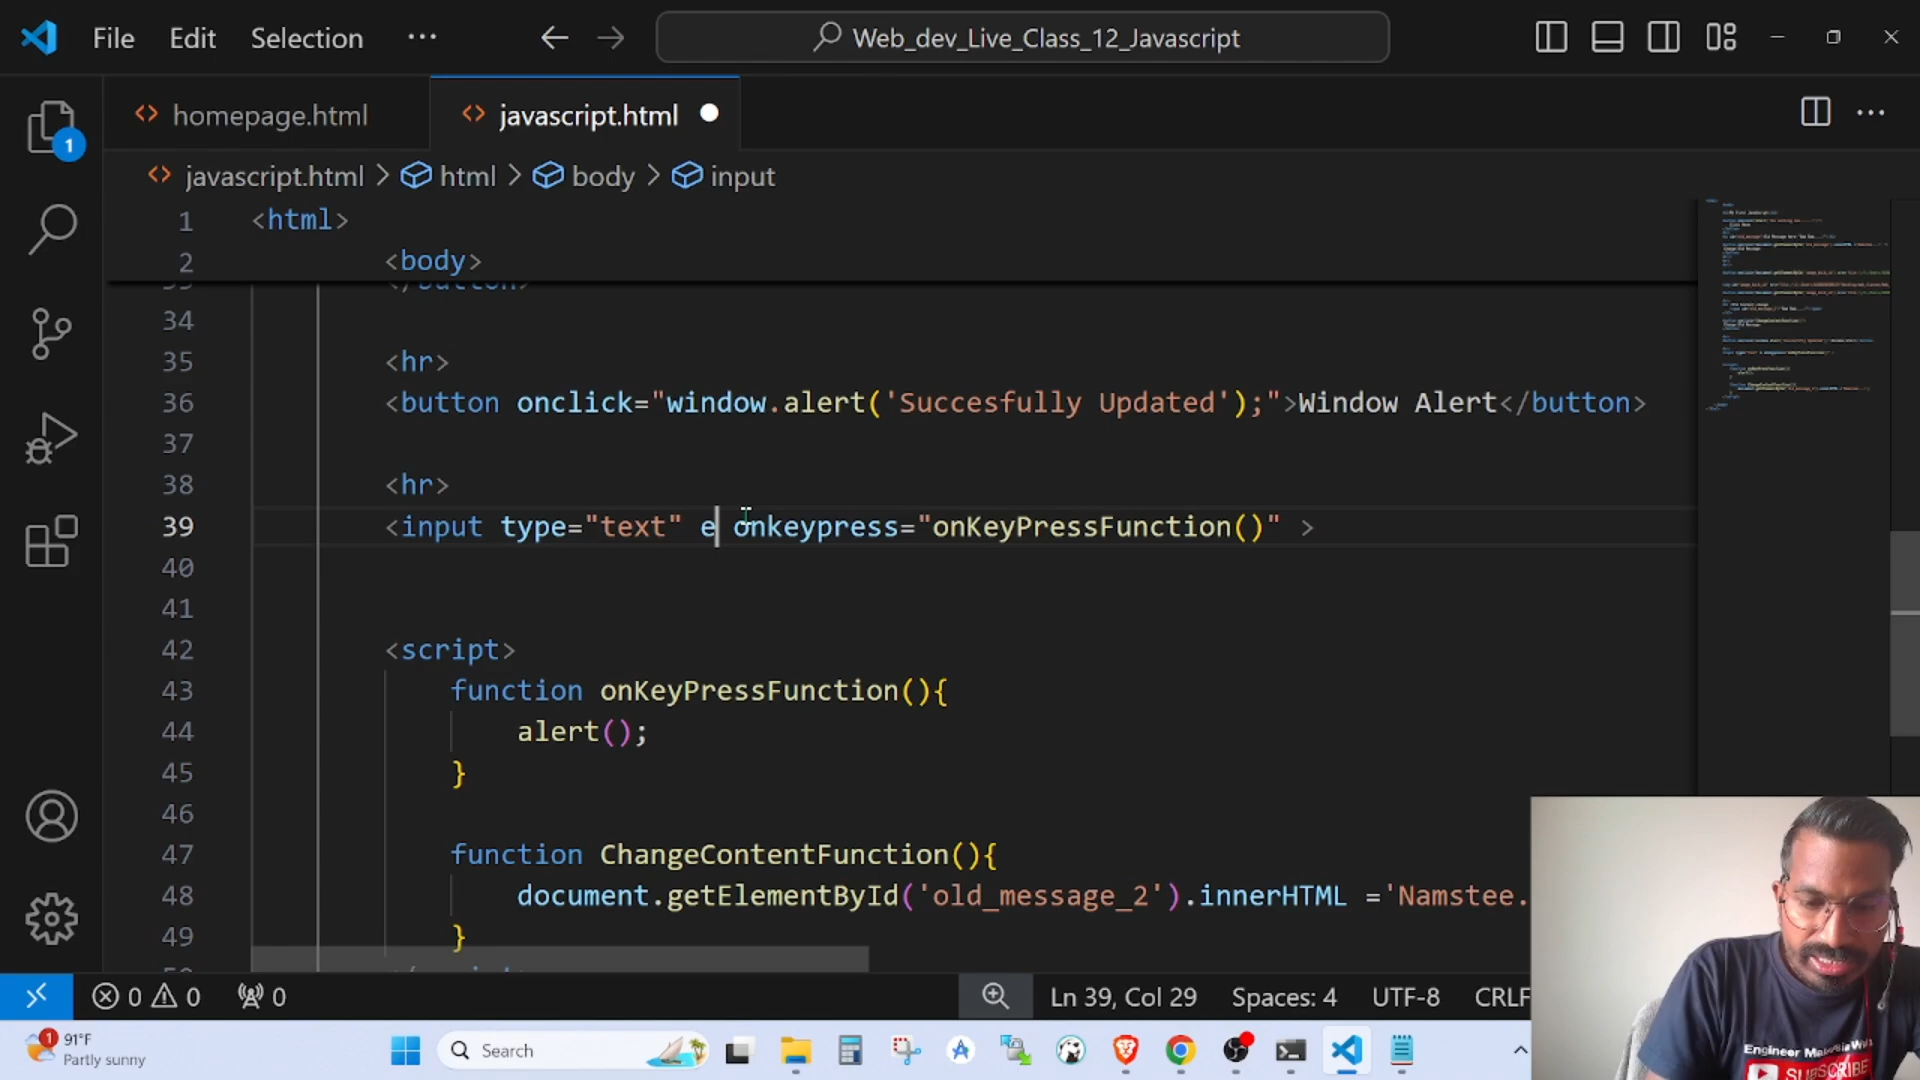 File Edit Selection ··· Web_dev_Live_Class_12_Javascript
homepage.html javascript.html
javascript.html > html > body > input
1 <html>
2 <body>
34
35 <hr>
36 <button onclick="window.alert('Succesfully Updated');">Window Alert</button>
37
38 <hr>
39 <input type="text" e onkeypress="onKeyPressFunction()" >
40
41
42 <script>
43 function onKeyPressFunction(){
44 alert();
45 }
46
47 function ChangeContentFunction(){
48 document.getElementById('old_message_2').innerHTML ='Namstee.
49 }
0 0 0 Ln 39, Col 29 Spaces: 4 UTF-8 CRLF
1
1 91°F
Partly sunny
Search
SUBSCRIBE